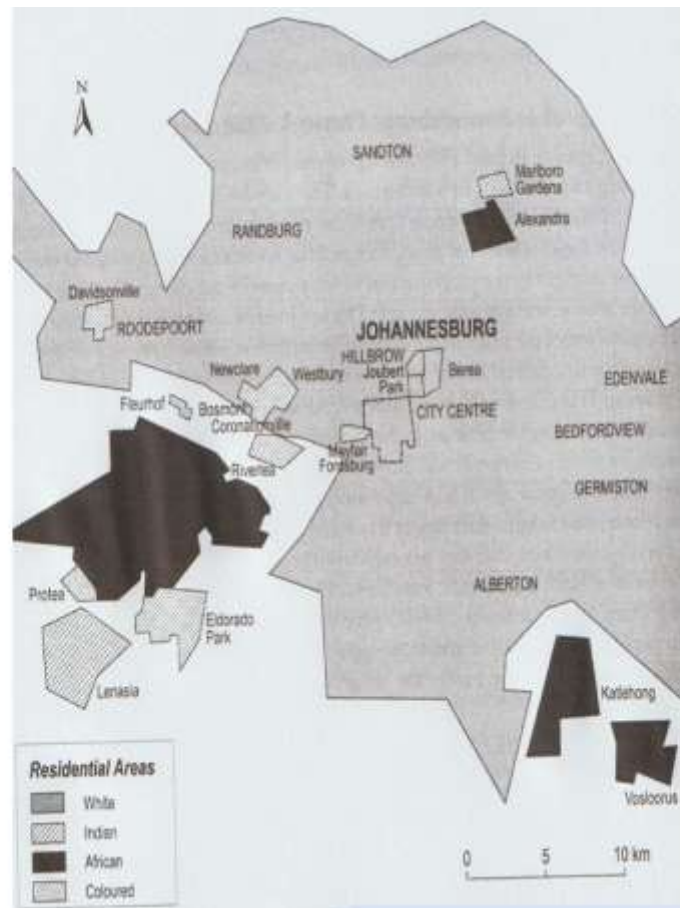 N
SANDTON
Marlboro
Gardens
Alexandra
RANDBURG
Davidsonville
ROODEPOORT
JOHANNESBURG
HILLBROW
Joubert
Park
Berea
Newclare
Westbury
EDENVALE
Fleurhof
Bosmont
Coronationville
CITY CENTRE
BEDFORDVIEW
Mayfair
Fordsburg
Riverlea
GERMISTON
Protea
ALBERTON
Eldorado
Park
Lenasia
Katlehong
Vosloorus
Residential Areas
White
Indian
African
Coloured
0 5 10 km